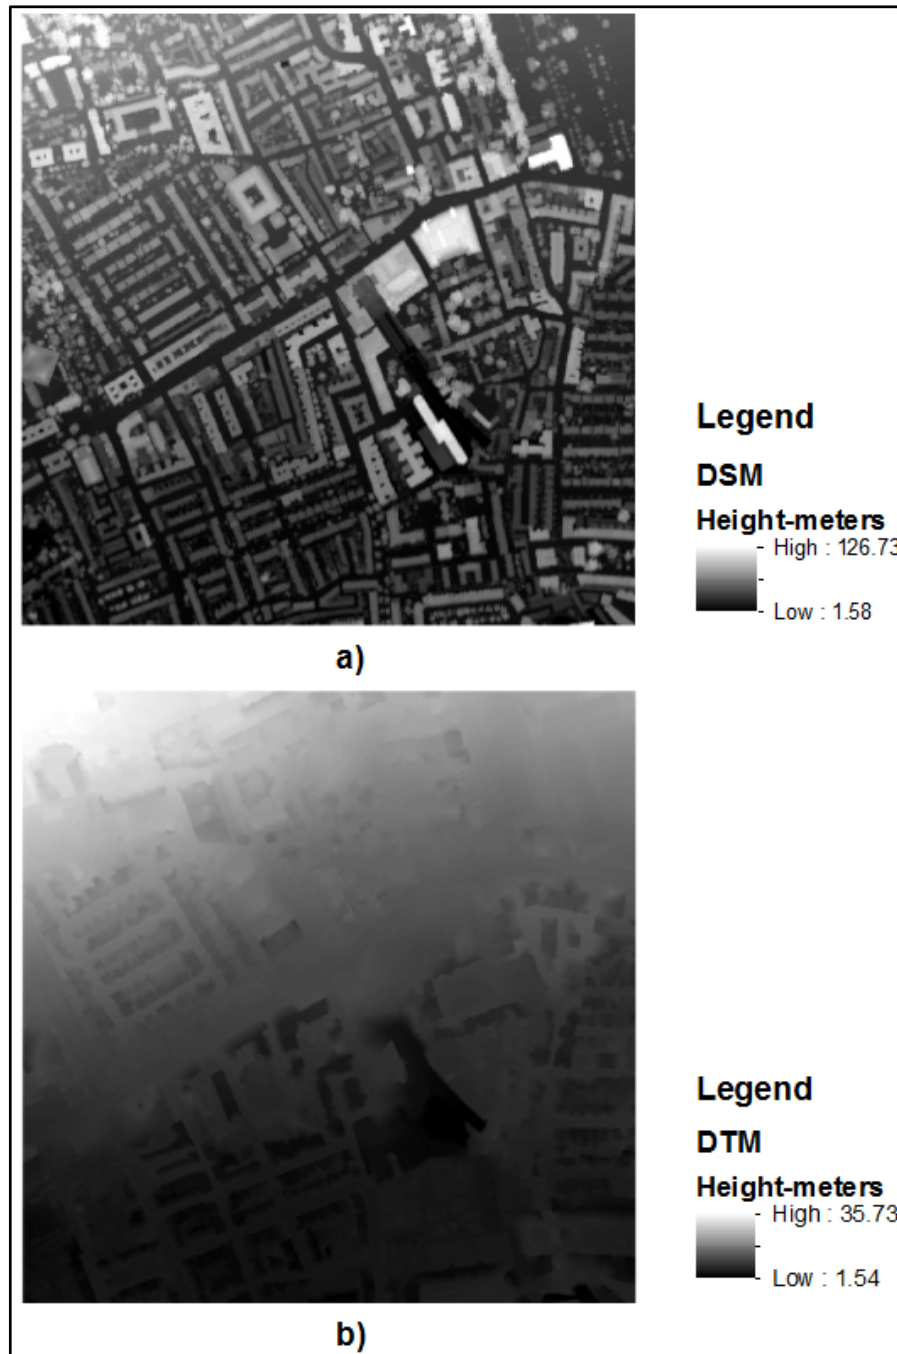 Legend
DSM
Height-meters
High : 126.73
Low : 1.58
a)
Legend
DTM
Height-meters
High : 35.73
Low : 1.54
b)